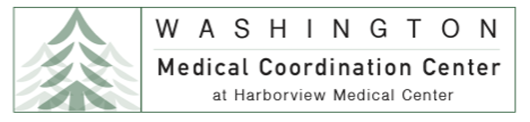 WASHINGTON
Medical Coordination Center
at Harborview Medical Center